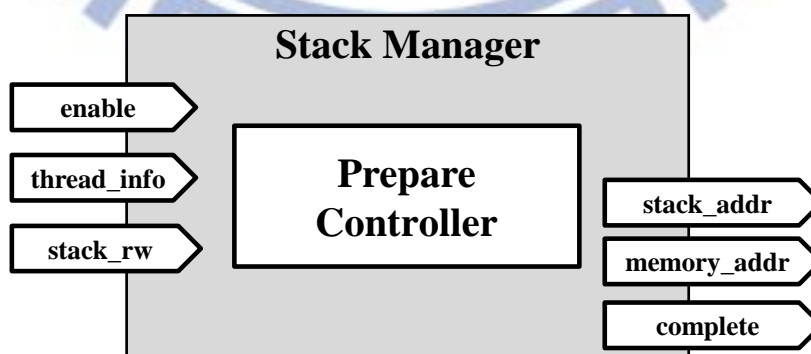 Stack Manager
enable
thread_info
stack_rw
Prepare
Controller
stack_addr
memory_addr
complete